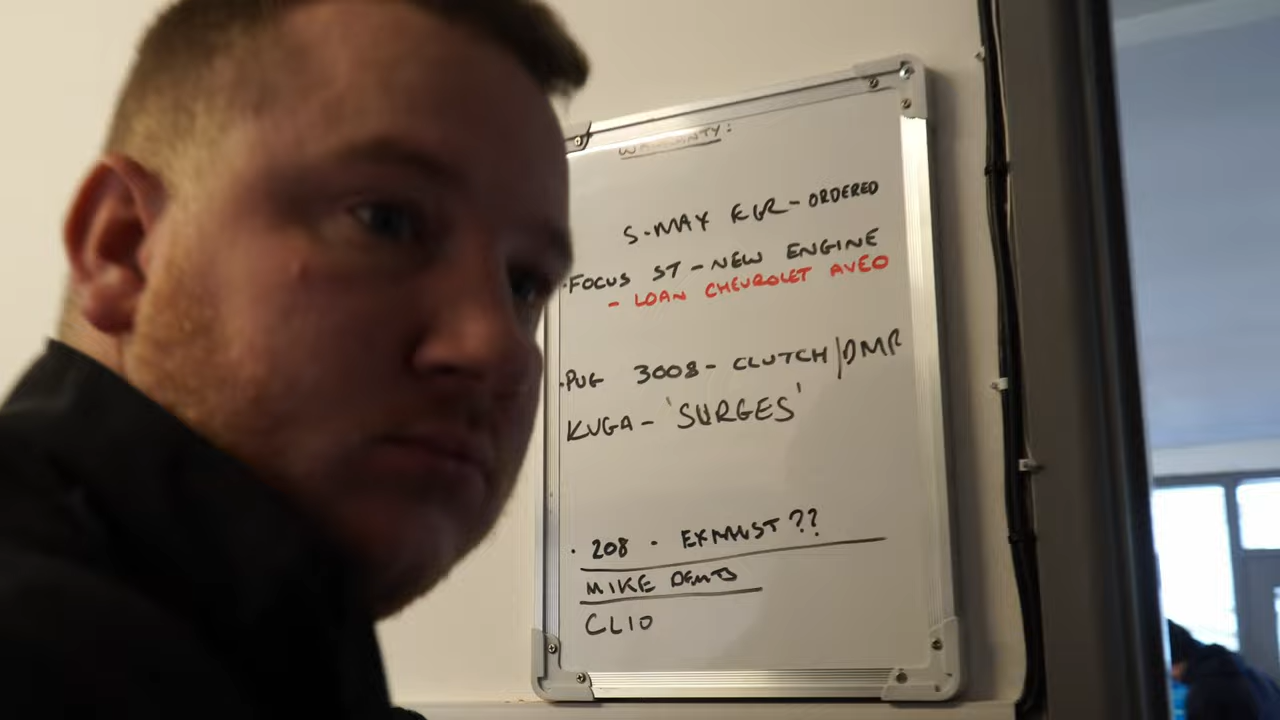 WARRANTY:
S-MAX EGR - ORDERED
·FOCUS ST - NEW ENGINE
- LOAN CHEVROLET AVEO
·PUG 3008 - CLUTCH/DMF
KUGA - 'SURGES'
· 208 - EXHAUST??
MIKE DENTS
CLIO